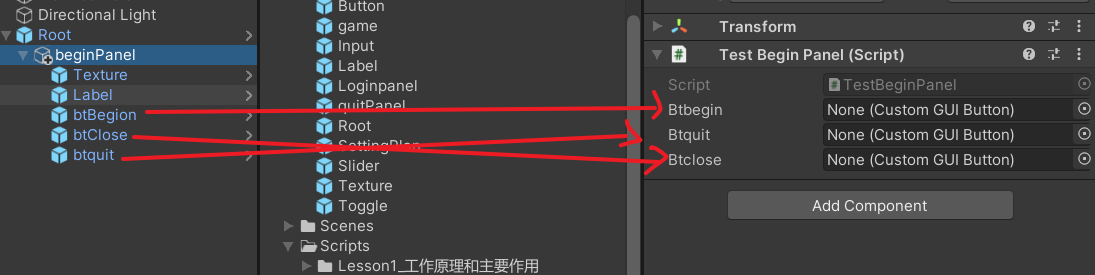 Directional Light
Root
beginPanel
Texture
Label
btBegion
btClose
btquit
Button
game
Input
Label
Loginpanel
quitPanel
Root
SettingPlan
Slider
Texture
Toggle
Scenes
Scripts
Lesson1_工作原理和主要作用
Transform
Test Begin Panel (Script)
Script TestBeginPanel
Btbegin None (Custom GUI Button)
Btquit None (Custom GUI Button)
Btclose None (Custom GUI Button)
Add Component